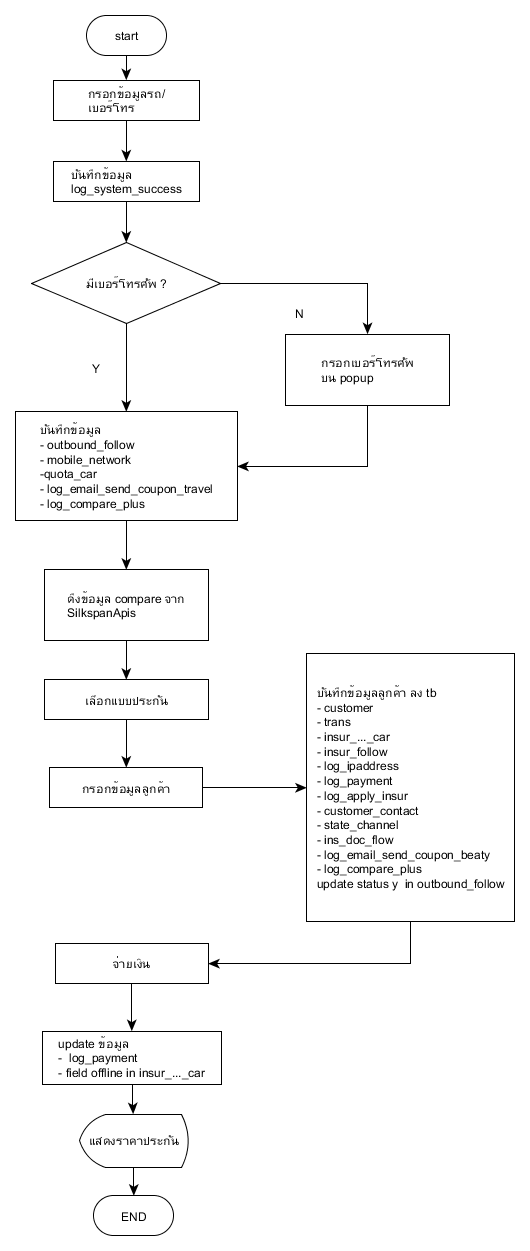 start
กรอกข้อมูลรถ/
เบอร์โทร
บันทึกข้อมูล
log_system_success
มีเบอร์โทรศัพ ?
N
กรอกเบอร์โทรศัพ
บน popup
Y
บันทึกข้อมูล
- outbound_follow
- mobile_network
-quota_car
- log_email_send_coupon_travel
- log_compare_plus
ดึงข้อมูล compare จาก
SilkspanApis
เลือกแบบประกัน
กรอกข้อมูลลูกค้า
บันทึกข้อมูลลูกค้า ลง tb
- customer
- trans
- insur_..._car
- insur_follow
- log_ipaddress
- log_payment
- log_apply_insur
- customer_contact
- state_channel
- ins_doc_flow
- log_email_send_coupon_beaty
- log_compare_plus
update status y in outbound_follow
จ่ายเงิน
update ข้อมูล
- log_payment
- field offline in insur_..._car
แสดงราคาประกัน
END